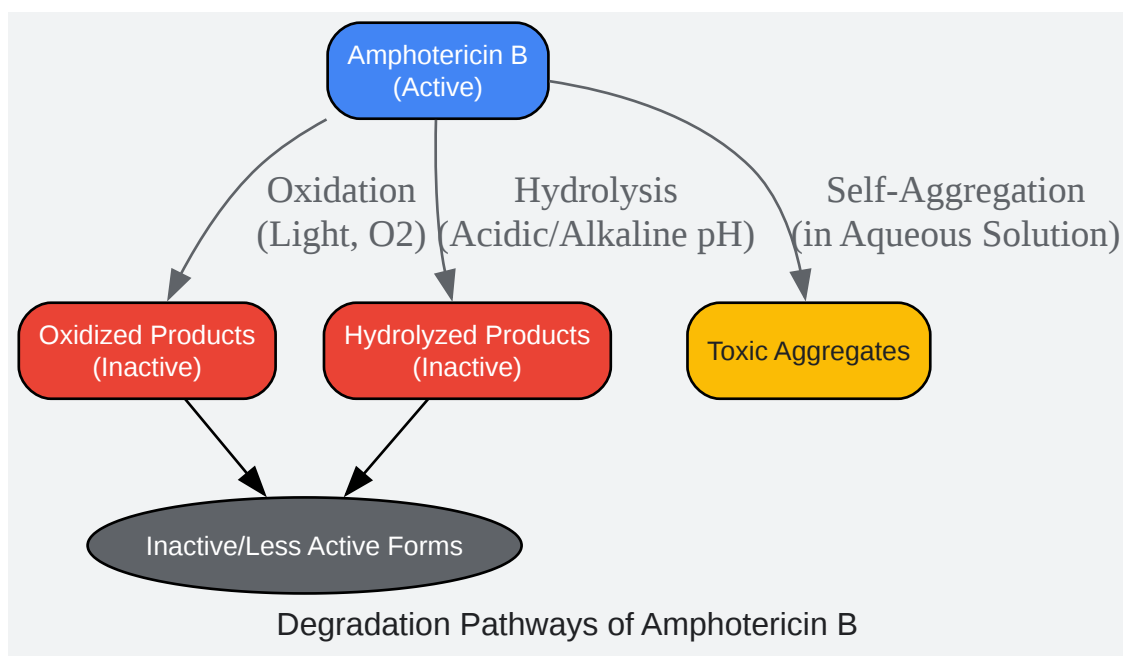 Amphotericin B
(Active)
Oxidation
(Light, O2)
Hydrolysis
(Acidic/Alkaline pH)
Self-Aggregation
(in Aqueous Solution)
Oxidized Products
(Inactive)
Hydrolyzed Products
(Inactive)
Toxic Aggregates
Inactive/Less Active Forms
Degradation Pathways of Amphotericin B